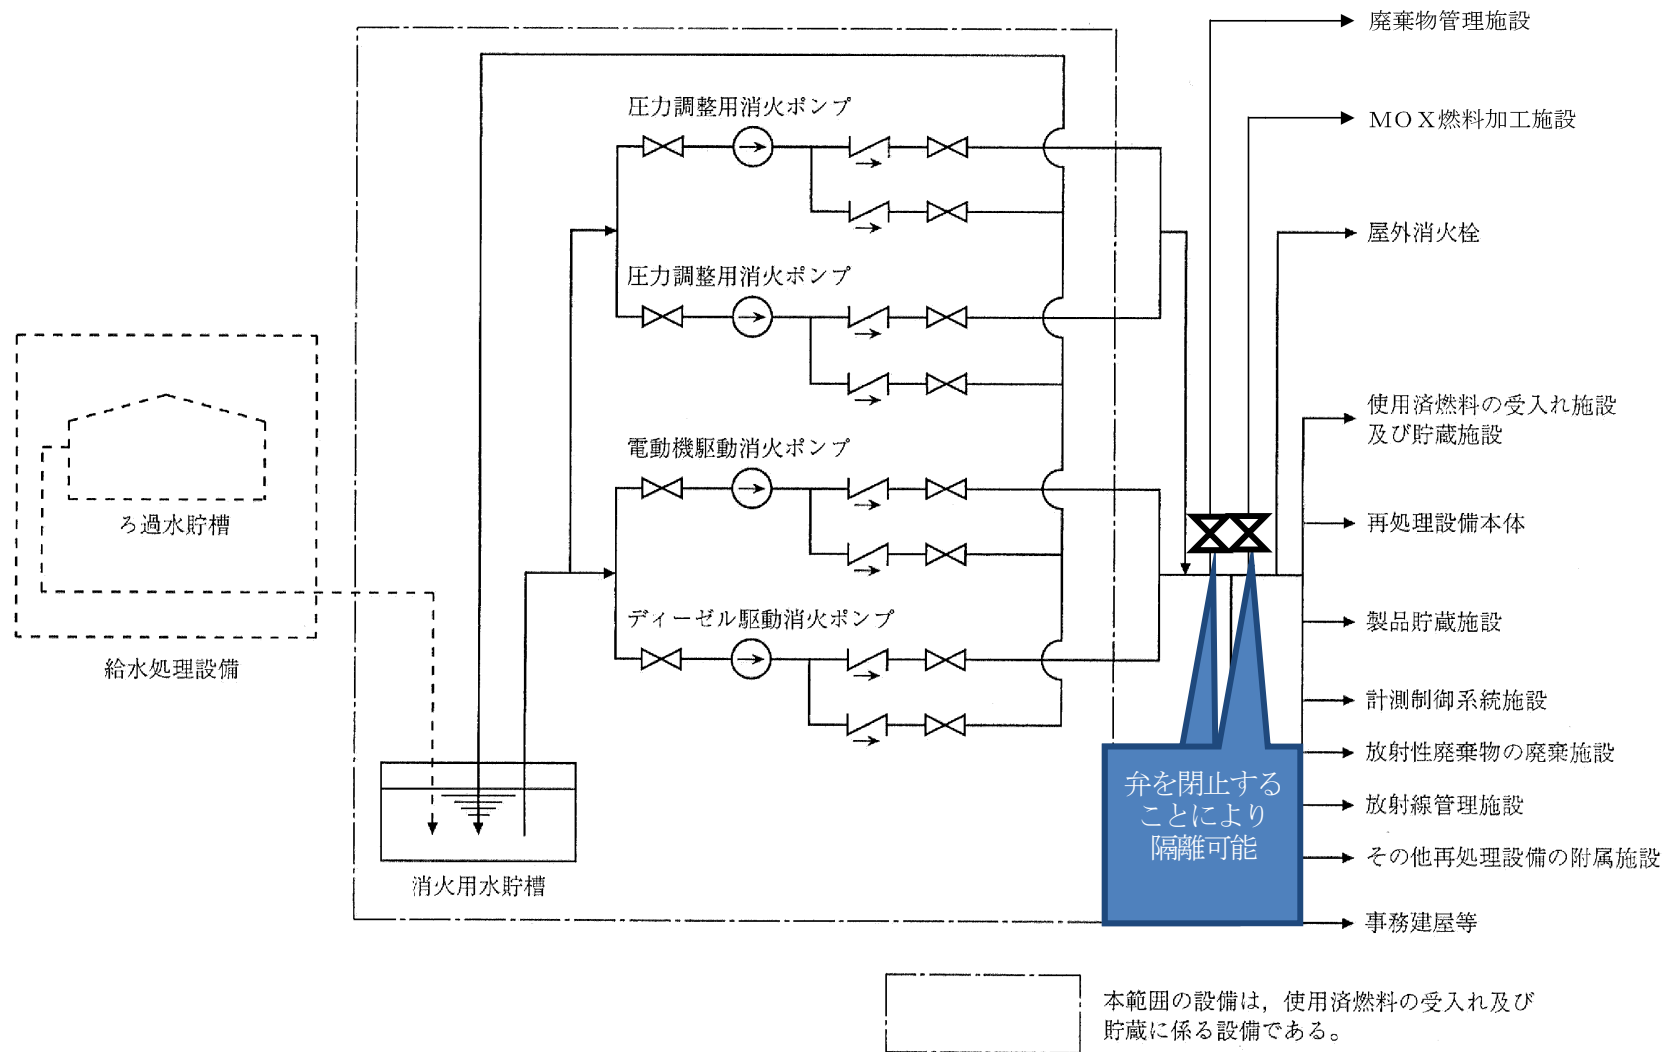 廃棄物管理施設
圧力調整用消火ポンプ
MOX燃料加工施設
屋外消火栓
圧力調整用消火ポンプ
使用済燃料の受入れ施設
及び貯蔵施設
電動機駆動消火ポンプ
ろ過水貯槽
再処理設備本体
ディーゼル駆動消火ポンプ
製品貯蔵施設
給水処理設備
計測制御系統施設
放射性廃棄物の廃棄施設
弁を閉止する
ことにより
隔離可能
放射線管理施設
その他再処理設備の附属施設
消火用水貯槽
事務建屋等
本範囲の設備は，使用済燃料の受入れ及び
貯蔵に係る設備である。